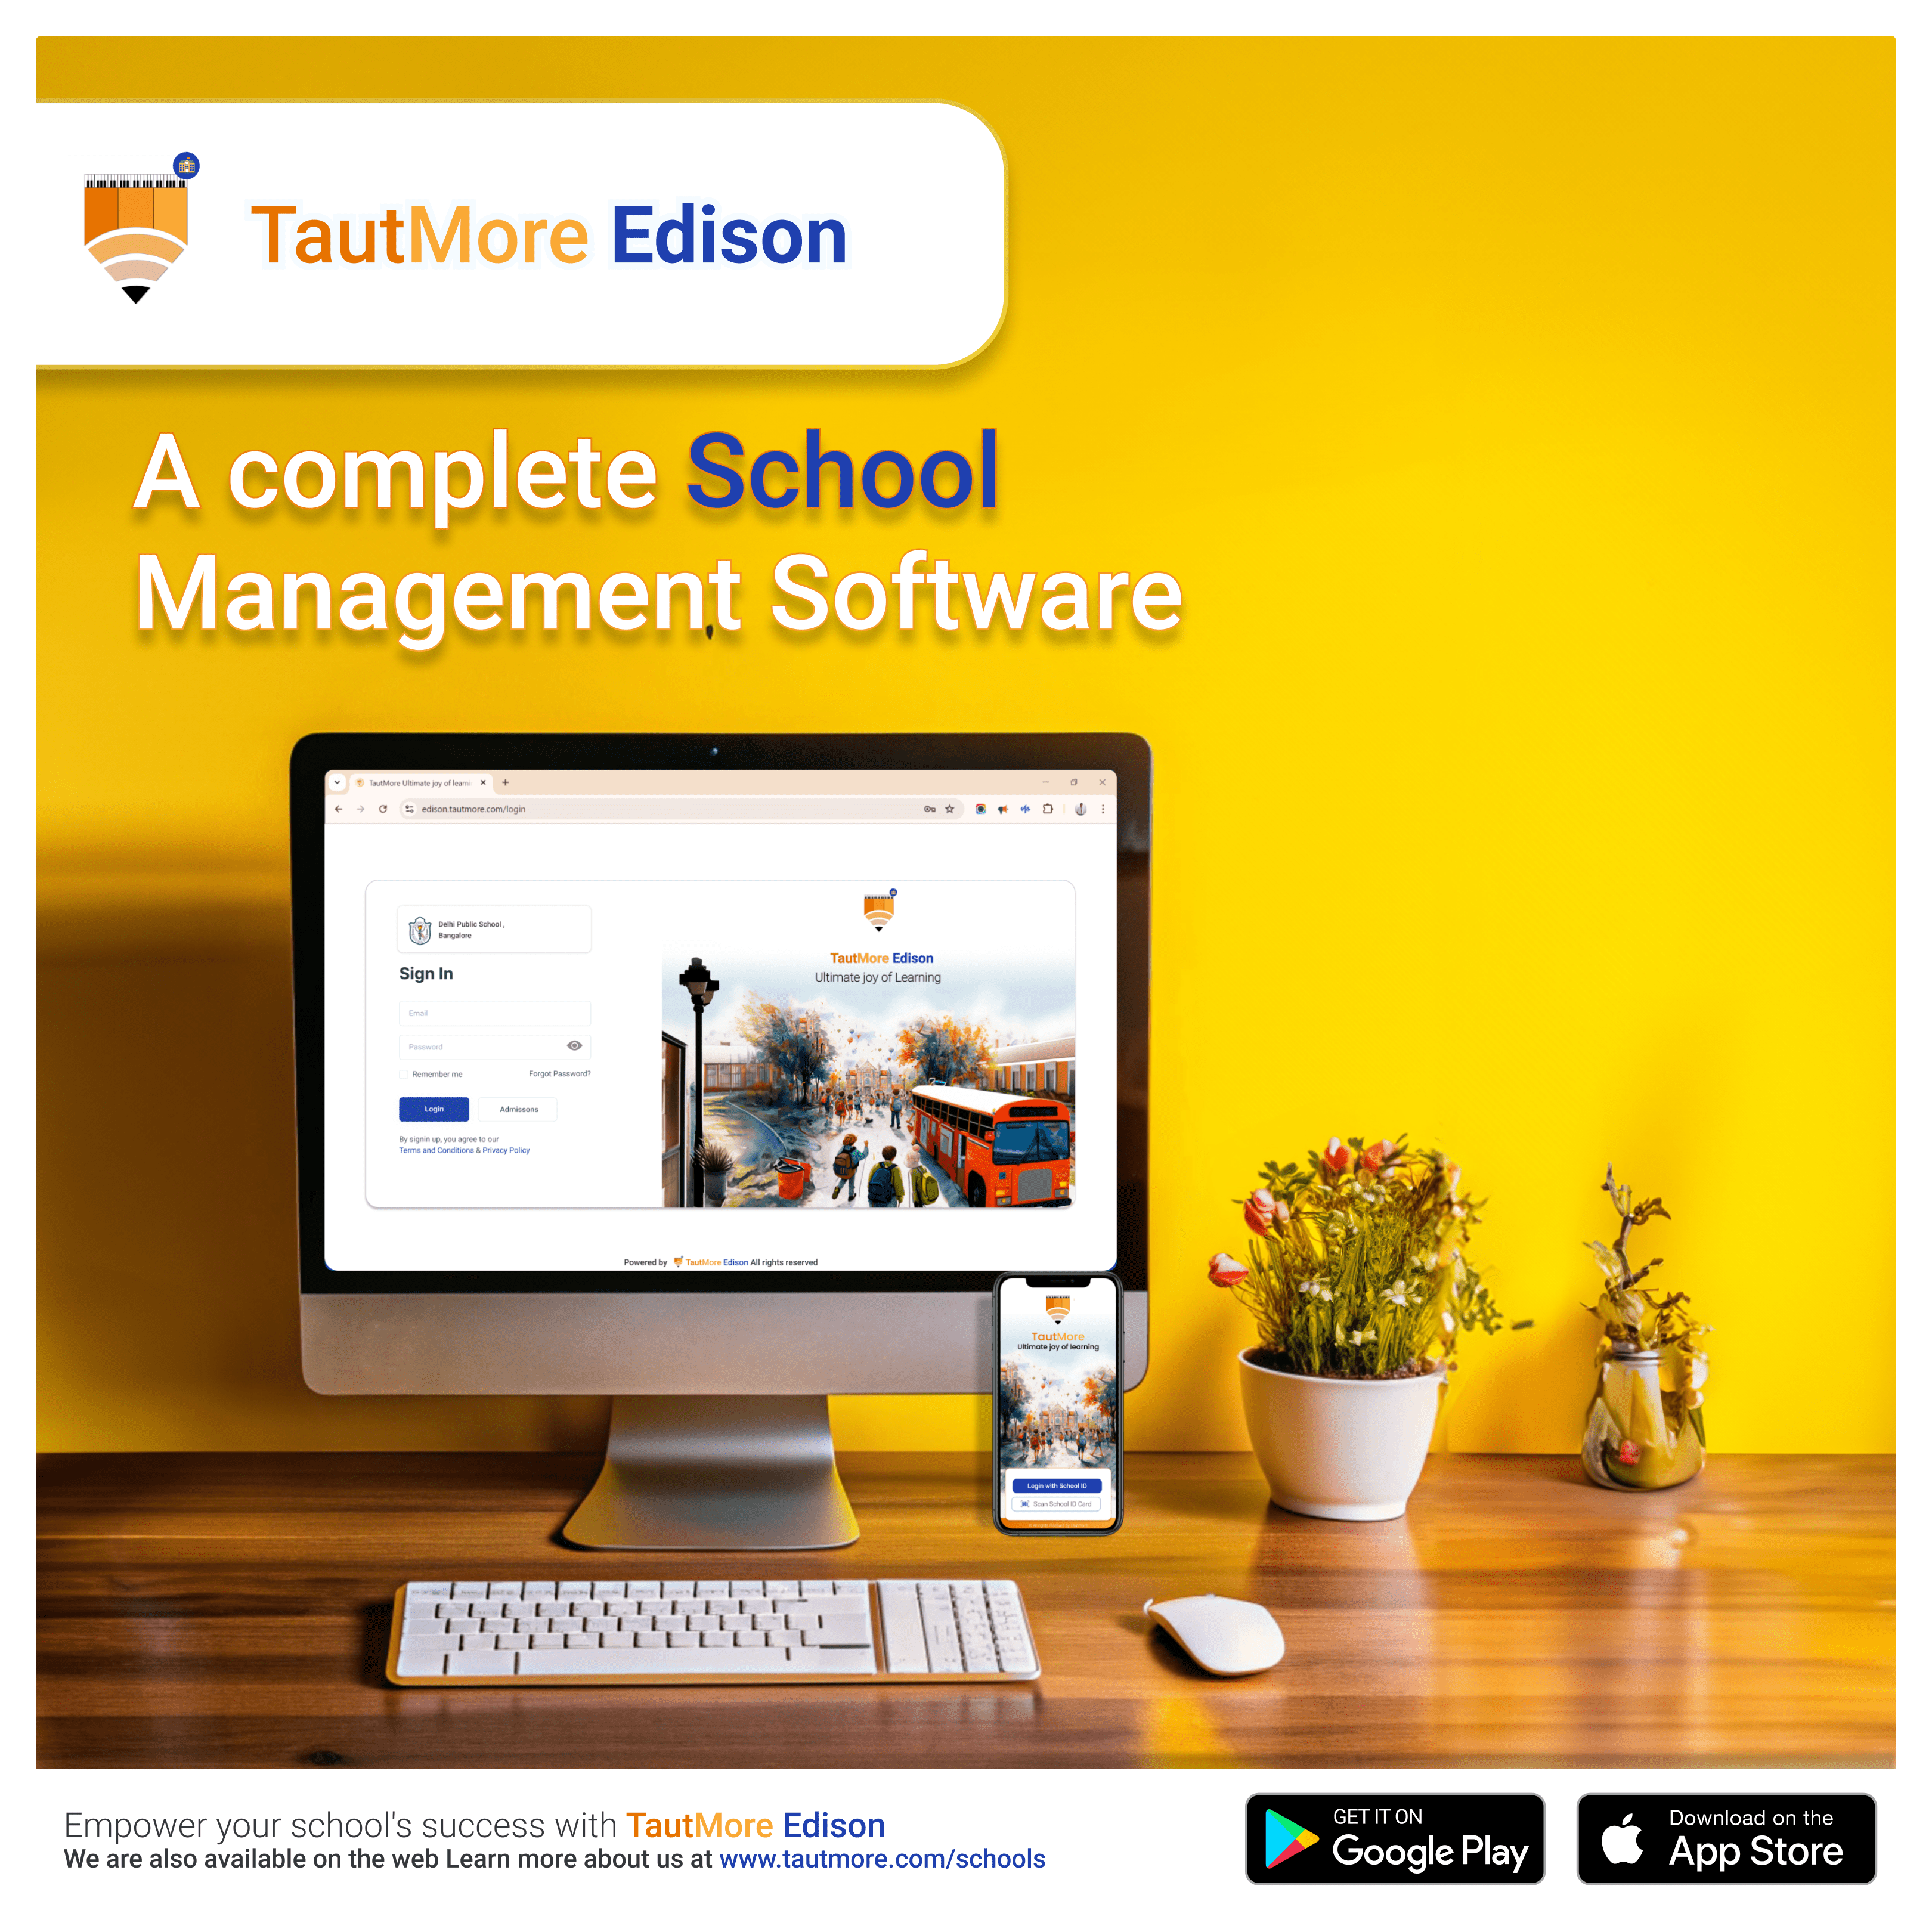 TautMore Edison
A complete School
Management Software
TautMore Ultimate joy of learni
edison.tautmore.com/login
Delhi Public School ,
Bangalore
Sign In
Email
Password
Remember me
Forgot Password?
Login
Admissons
By signin up, you agree to our
Terms and Conditions & Privacy Policy
TautMore Edison
Ultimate joy of Learning
Powered by TautMore Edison All rights reserved
TautMore
Ultimate joy of learning
Login with School ID
Scan School ID Card
Empower your school's success with TautMore Edison
We are also available on the web Learn more about us at www.tautmore.com/schools
GET IT ON
Google Play
Download on the
App Store